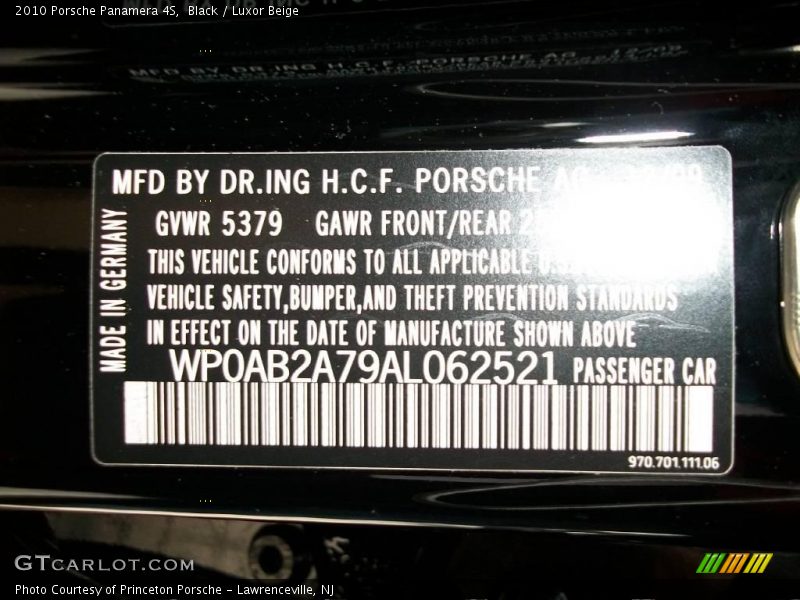 2010 Porsche Panamera 4S, Black / Luxor Beige
MFD BY DR.ING H.C.F. PORSCHE AG 12/09
GVWR 5379 GAWR FRONT/REAR
MADE IN GERMANY
THIS VEHICLE CONFORMS TO ALL APPLICABLE
VEHICLE SAFETY,BUMPER,AND THEFT PREVENTION STANDARDS
IN EFFECT ON THE DATE OF MANUFACTURE SHOWN ABOVE
WP0AB2A79AL062521 PASSENGER CAR
970.701.111.06
GTCARLOT.COM
Photo Courtesy of Princeton Porsche - Lawrenceville, NJ